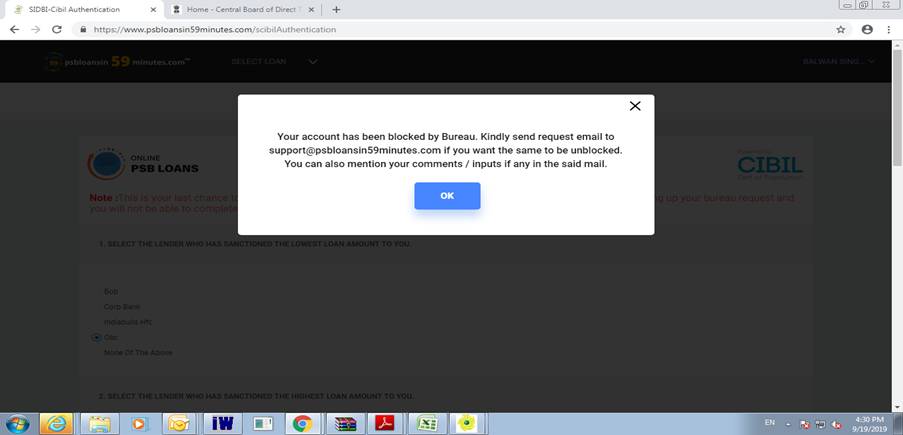 SIDBI-Cibil Authentication
Home - Central Board of Direct T
https://www.psbloansin59minutes.com/scibilAuthentication
psbloansin 59 minutes.com™
SELECT LOAN
BALWAN SING...
Your account has been blocked by Bureau. Kindly send request email to
support@psbloansin59minutes.com if you want the same to be unblocked.
You can also mention your comments / inputs if any in the said mail.
OK
ONLINE
PSB LOANS
CIBIL
Note :This is your last chance to
ng up your bureau request and
you will not be able to complete
1. SELECT THE LENDER WHO HAS SANCTIONED THE LOWEST LOAN AMOUNT TO YOU.
Bob
Corp Bank
Indiabulls Hfc
Obc
None Of The Above
2. SELECT THE LENDER WHO HAS SANCTIONED THE HIGHEST LOAN AMOUNT TO YOU.
EN
4:30 PM
9/19/2019